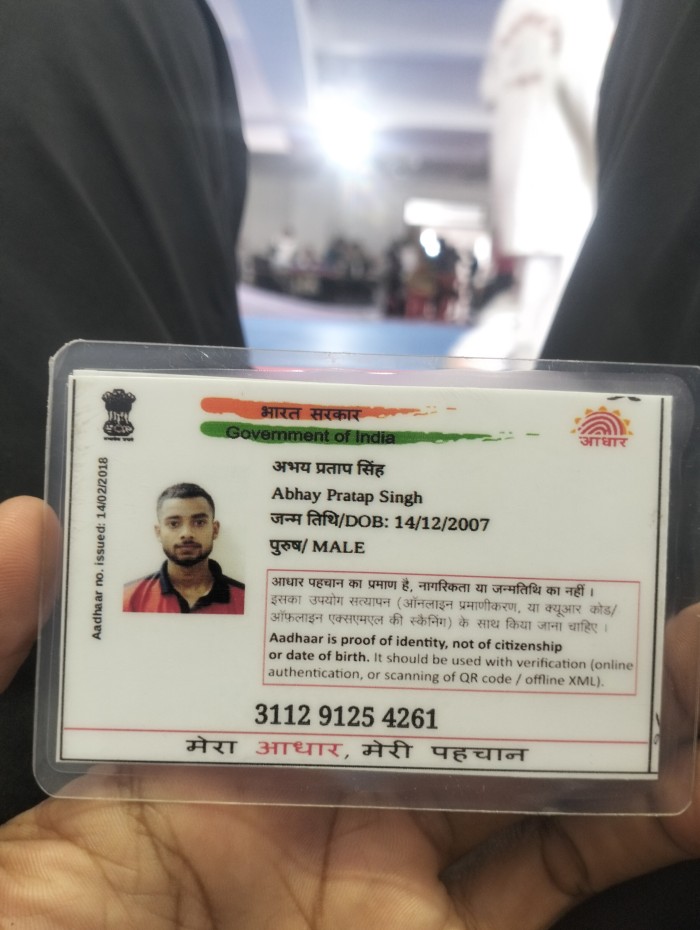 भारत सरकार
Government of India
आधार
Aadhaar no. issued: 14/02/2018
अभय प्रताप सिंह
Abhay Pratap Singh
जन्म तिथि/DOB: 14/12/2007
पुरुष/ MALE
आधार पहचान का प्रमाण है, नागरिकता या जन्मतिथि का नहीं ।
इसका उपयोग सत्यापन (ऑनलाइन प्रमाणीकरण, या क्यूआर कोड/
ऑफ़लाइन एक्सएमएल की स्कैनिंग) के साथ किया जाना चाहिए ।
Aadhaar is proof of identity, not of citizenship
or date of birth. It should be used with verification (online
authentication, or scanning of QR code / offline XML).
3112 9125 4261
मेरा आधार, मेरी पहचान